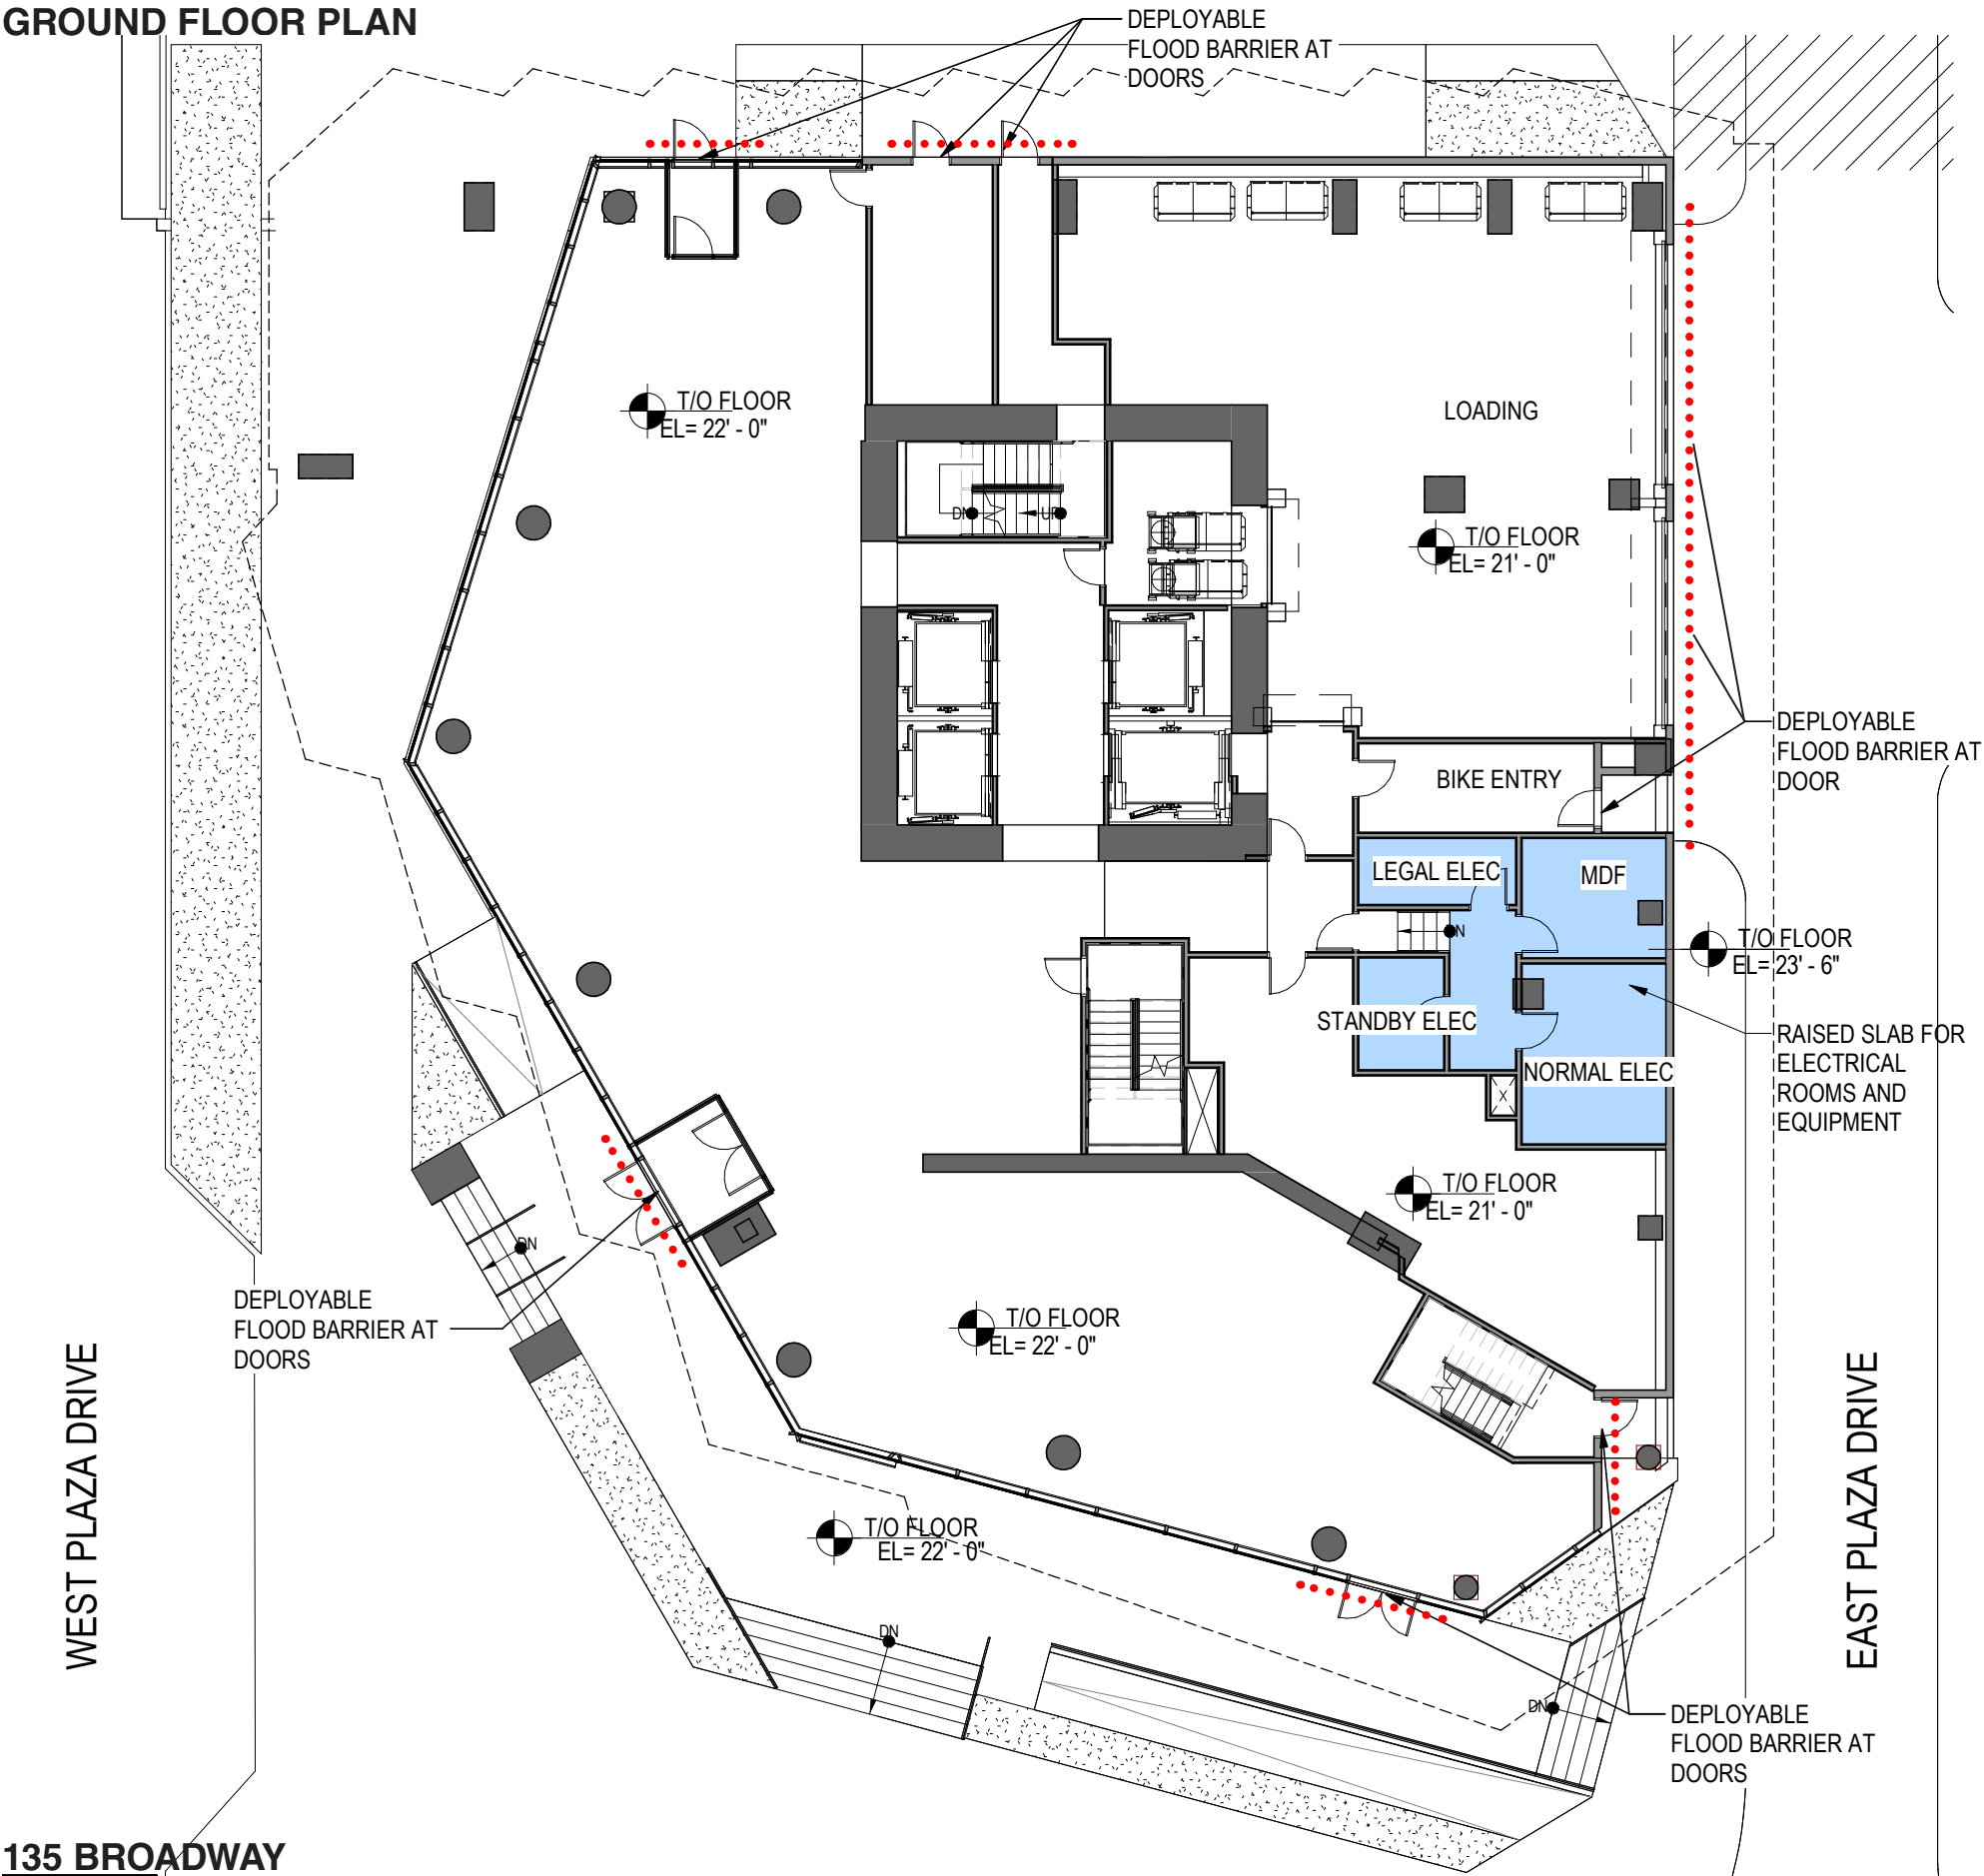 GROUND FLOOR PLAN
DEPLOYABLE
FLOOD BARRIER AT
DOORS
T/O FLOOR
EL= 22' - 0"
LOADING
DN
UP
T/O FLOOR
EL= 21' - 0"
DEPLOYABLE
FLOOD BARRIER AT
DOOR
BIKE ENTRY
LEGAL ELEC
MDF
DN
T/O FLOOR
EL= 23' - 6"
STANDBY ELEC
RAISED SLAB FOR
ELECTRICAL
ROOMS AND
EQUIPMENT
NORMAL ELEC
X
T/O FLOOR
EL= 21' - 0"
DN
DEPLOYABLE
FLOOD BARRIER AT
DOORS
T/O FLOOR
EL= 22' - 0"
WEST PLAZA DRIVE
EAST PLAZA DRIVE
T/O FLOOR
EL= 22' - 0"
DN
DN
DEPLOYABLE
FLOOD BARRIER AT
DOORS
135 BROADWAY